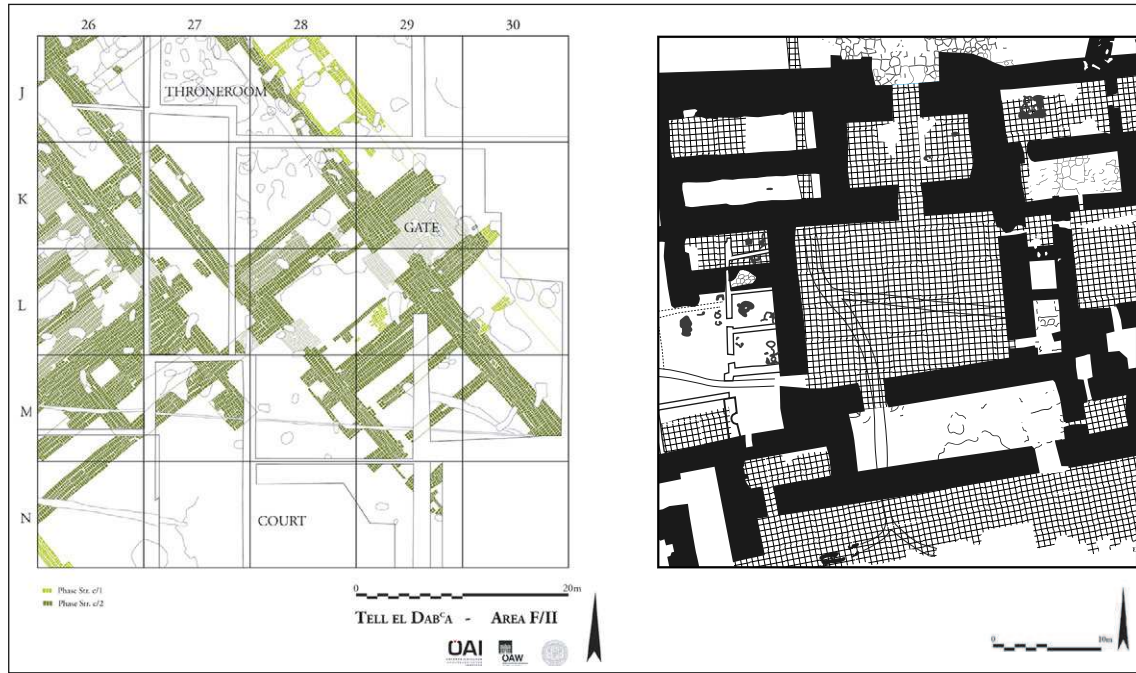 26 27 28 29 30
J
THRONEROOM
K
GATE
L
M
N
COURT
Phase Str. c/1
Phase Str. c/2
0 20m
TELL EL DABᶜA - AREA F/II
ÖAI
ÖAW
0 10m